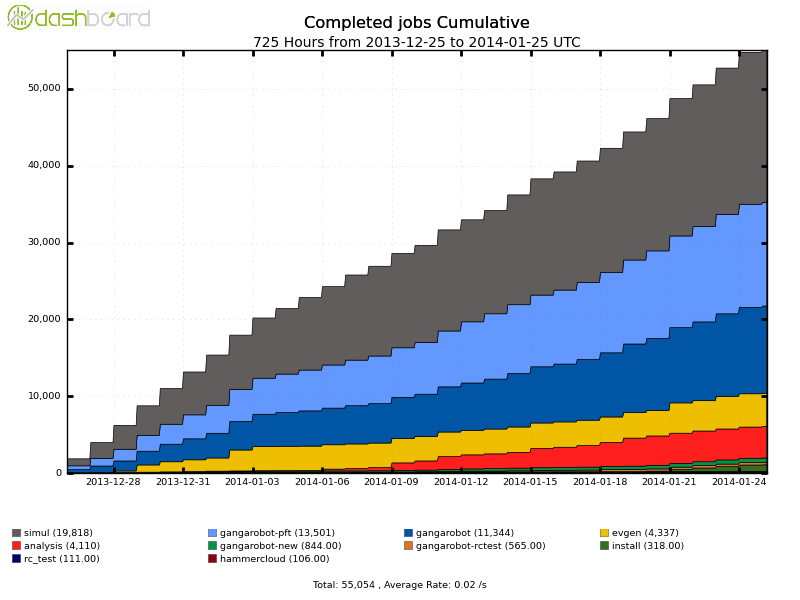 dashboard
Completed jobs Cumulative
725 Hours from 2013-12-25 to 2014-01-25 UTC
50,000
40,000
30,000
20,000
10,000
0
2013-12-28 2013-12-31 2014-01-03 2014-01-06 2014-01-09 2014-01-12 2014-01-15 2014-01-18 2014-01-21 2014-01-24
simul (19,818) gangarobot-pft (13,501) gangarobot (11,344) evgen (4,337)
analysis (4,110) gangarobot-new (844.00) gangarobot-rctest (565.00) install (318.00)
rc_test (111.00) hammercloud (106.00)
Total: 55,054 , Average Rate: 0.02 /s